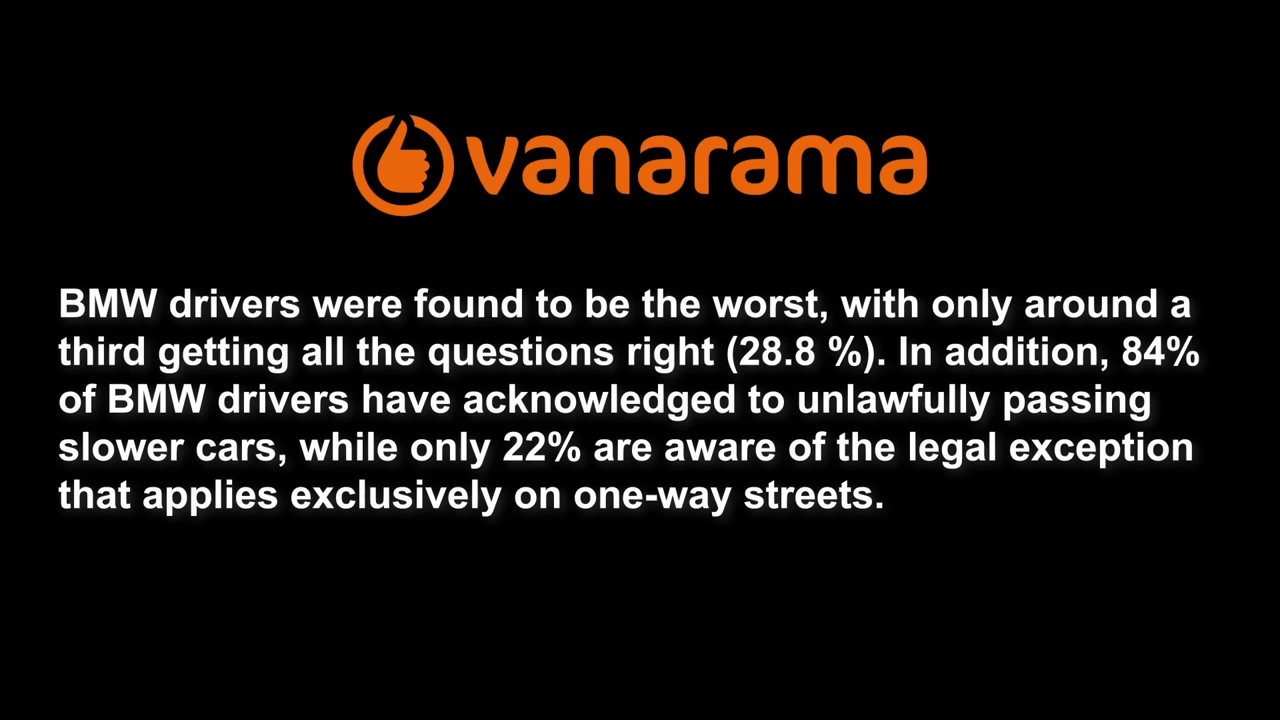 vanarama
BMW drivers were found to be the worst, with only around a
third getting all the questions right (28.8 %). In addition, 84%
of BMW drivers have acknowledged to unlawfully passing
slower cars, while only 22% are aware of the legal exception
that applies exclusively on one-way streets.